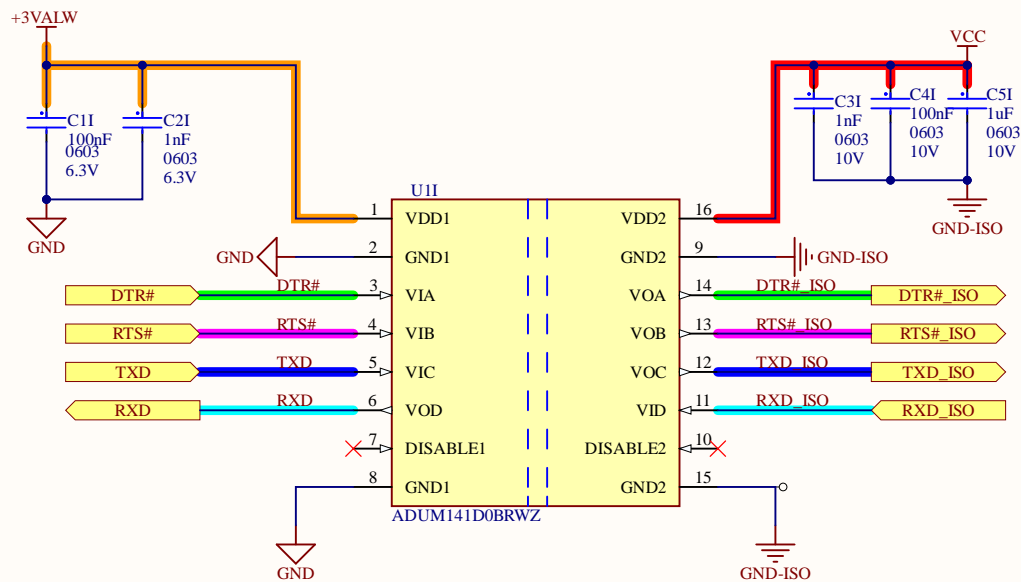 +3VALW
VCC
C1I
100nF
0603
6.3V
C2I
1nF
0603
6.3V
C3I
1nF
0603
10V
C4I
100nF
0603
10V
C5I
1uF
0603
10V
GND
GND-ISO
U1I
1 VDD1
VDD2 16
GND 2 GND1
GND2 9 GND-ISO
DTR# DTR# 3 VIA
VOA 14 DTR#_ISO DTR#_ISO
RTS# RTS# 4 VIB
VOB 13 RTS#_ISO RTS#_ISO
TXD TXD 5 VIC
VOC 12 TXD_ISO TXD_ISO
RXD RXD 6 VOD
VID 11 RXD_ISO RXD_ISO
7 DISABLE1
DISABLE2 10
8 GND1
GND2 15
ADUM141D0BRWZ
GND
GND-ISO